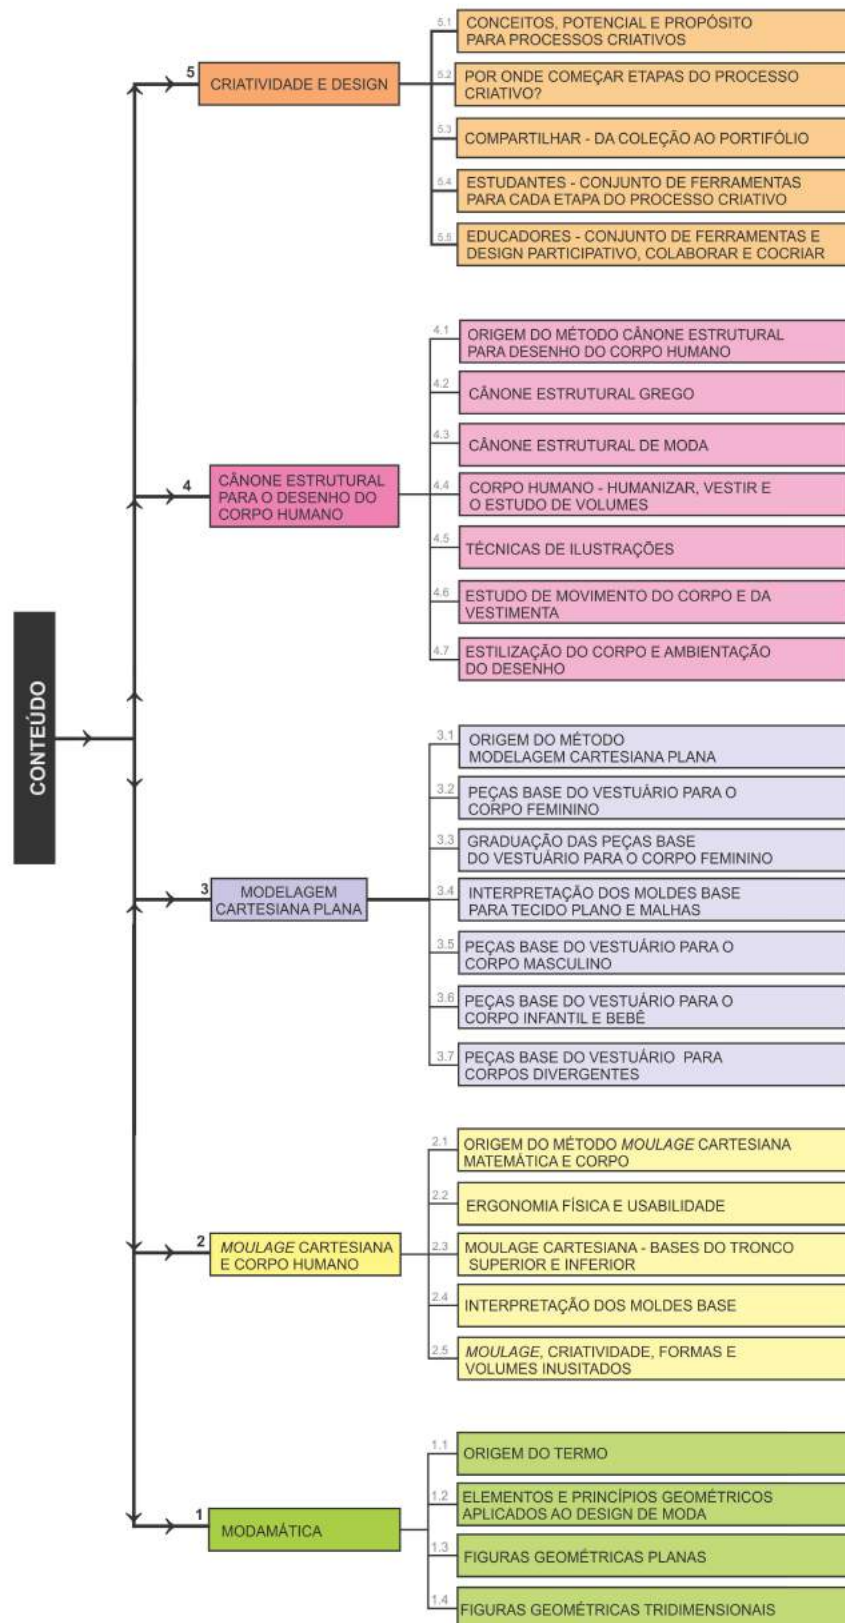 CONTEÚDO
5
CRIATIVIDADE E DESIGN
5.1
CONCEITOS, POTENCIAL E PROPÓSITO
PARA PROCESSOS CRIATIVOS
5.2
POR ONDE COMEÇAR ETAPAS DO PROCESSO
CRIATIVO?
5.3
COMPARTILHAR - DA COLEÇÃO AO PORTIFÓLIO
5.4
ESTUDANTES - CONJUNTO DE FERRAMENTAS
PARA CADA ETAPA DO PROCESSO CRIATIVO
5.5
EDUCADORES - CONJUNTO DE FERRAMENTAS E
DESIGN PARTICIPATIVO, COLABORAR E COCRIAR
4
CÂNONE ESTRUTURAL
PARA O DESENHO DO
CORPO HUMANO
4.1
ORIGEM DO MÉTODO CÂNONE ESTRUTURAL
PARA DESENHO DO CORPO HUMANO
4.2
CÂNONE ESTRUTURAL GREGO
4.3
CÂNONE ESTRUTURAL DE MODA
4.4
CORPO HUMANO - HUMANIZAR, VESTIR E
O ESTUDO DE VOLUMES
4.5
TÉCNICAS DE ILUSTRAÇÕES
4.6
ESTUDO DE MOVIMENTO DO CORPO E DA
VESTIMENTA
4.7
ESTILIZAÇÃO DO CORPO E AMBIENTAÇÃO
DO DESENHO
3
MODELAGEM
CARTESIANA PLANA
3.1
ORIGEM DO MÉTODO
MODELAGEM CARTESIANA PLANA
3.2
PEÇAS BASE DO VESTUÁRIO PARA O
CORPO FEMININO
3.3
GRADUAÇÃO DAS PEÇAS BASE
DO VESTUÁRIO PARA O CORPO FEMININO
3.4
INTERPRETAÇÃO DOS MOLDES BASE
PARA TECIDO PLANO E MALHAS
3.5
PEÇAS BASE DO VESTUÁRIO PARA O
CORPO MASCULINO
3.6
PEÇAS BASE DO VESTUÁRIO PARA O
CORPO INFANTIL E BEBÊ
3.7
PEÇAS BASE DO VESTUÁRIO PARA
CORPOS DIVERGENTES
2
MOULAGE CARTESIANA
E CORPO HUMANO
2.1
ORIGEM DO MÉTODO MOULAGE CARTESIANA
MATEMÁTICA E CORPO
2.2
ERGONOMIA FÍSICA E USABILIDADE
2.3
MOULAGE CARTESIANA - BASES DO TRONCO
SUPERIOR E INFERIOR
2.4
INTERPRETAÇÃO DOS MOLDES BASE
2.5
MOULAGE, CRIATIVIDADE, FORMAS E
VOLUMES INUSITADOS
1
MODAMÁTICA
1.1
ORIGEM DO TERMO
1.2
ELEMENTOS E PRINCÍPIOS GEOMÉTRICOS
APLICADOS AO DESIGN DE MODA
1.3
FIGURAS GEOMÉTRICAS PLANAS
1.4
FIGURAS GEOMÉTRICAS TRIDIMENSIONAIS